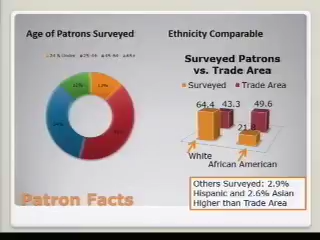 Age of Patrons Surveyed
Ethnicity Comparable
Surveyed Patrons
vs. Trade Area
Surveyed Trade Area
64.4 43.3 49.6
21.8
White
African American
Others Surveyed: 2.9%
Hispanic and 2.6% Asian
Higher than Trade Area
Patron Facts